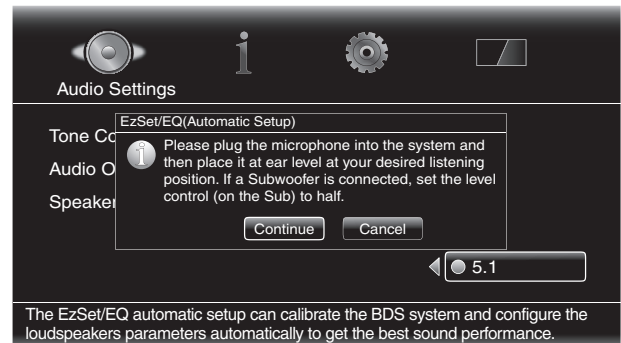 Audio Settings
EzSet/EQ(Automatic Setup)
Tone Co
Please plug the microphone into the system and
then place it at ear level at your desired listening
Audio O
position. If a Subwoofer is connected, set the level
control (on the Sub) to half.
Speaker
Continue Cancel
5.1
The EzSet/EQ automatic setup can calibrate the BDS system and configure the
loudspeakers parameters automatically to get the best sound performance.